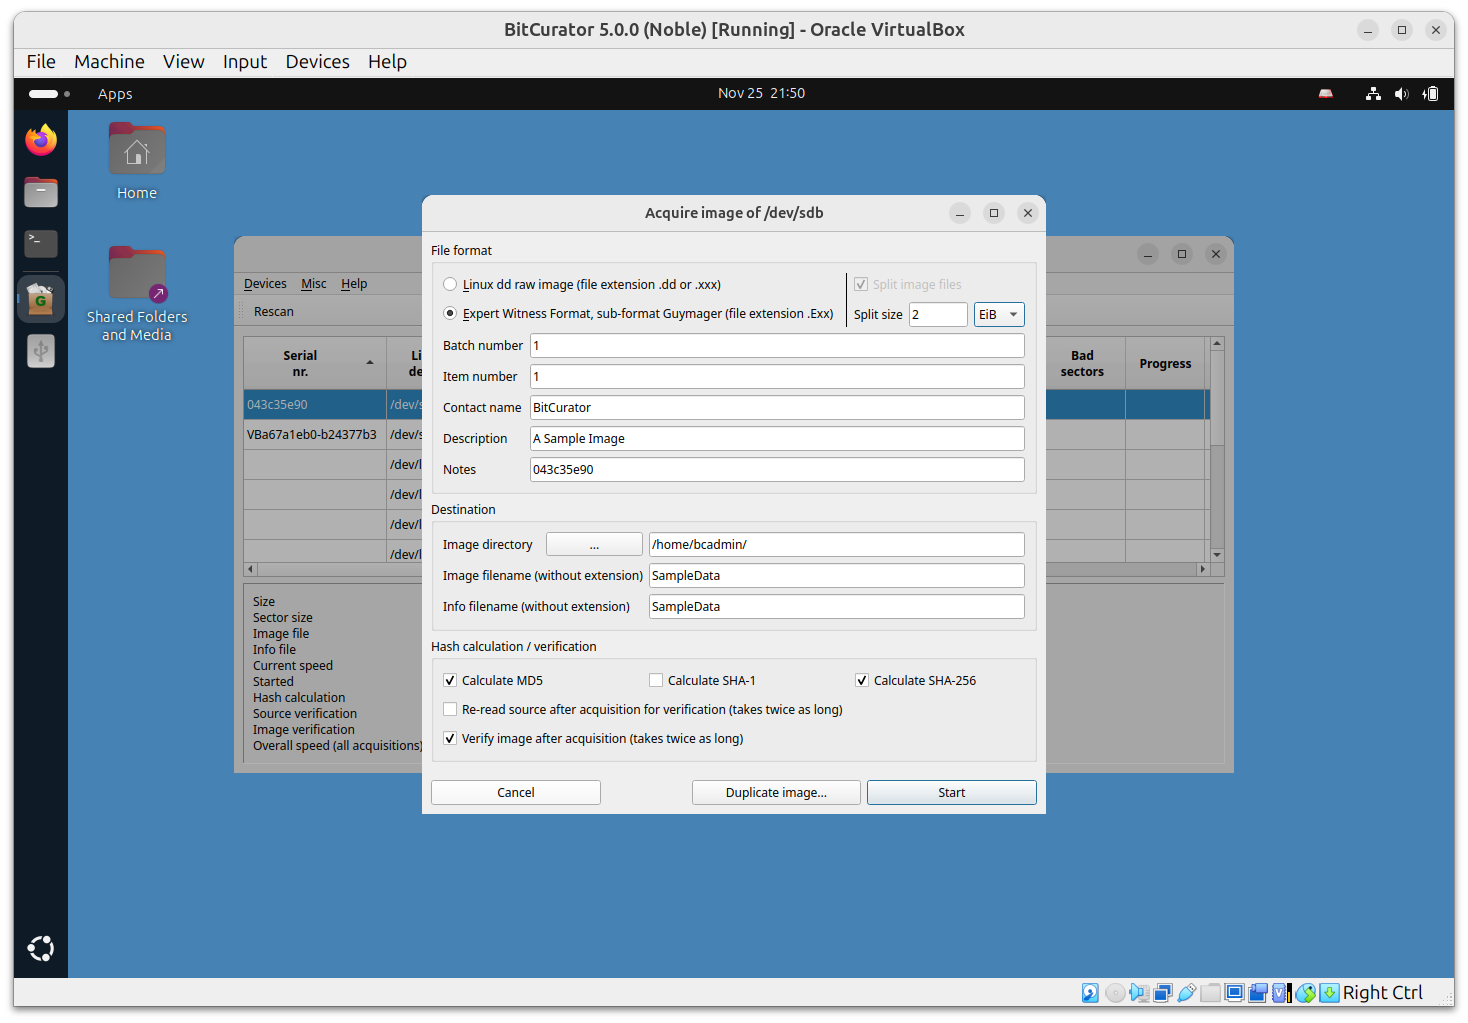 BitCurator 5.0.0 (Noble) [Running] - Oracle VirtualBox
File Machine View Input Devices Help
Apps
Nov 25 21:50
Home
Shared Folders
and Media
Acquire image of /dev/sdb
File format
Linux dd raw image (file extension .dd or .xxx)
Split image files
Expert Witness Format, sub-format Guymager (file extension .Exx)
Split size 2 EiB
Batch number 1
Item number 1
Contact name BitCurator
Description A Sample Image
Notes 043c35e90
Destination
Image directory ... /home/bcadmin/
Image filename (without extension) SampleData
Info filename (without extension) SampleData
Hash calculation / verification
Calculate MD5 Calculate SHA-1 Calculate SHA-256
Re-read source after acquisition for verification (takes twice as long)
Verify image after acquisition (takes twice as long)
Cancel Duplicate image... Start
Devices Misc Help
Rescan
Serial
nr.
Bad
sectors
Progress
043c35e90 /dev/s
VBa67a1eb0-b24377b3 /dev/s
/dev/l
/dev/l
/dev/l
/dev/l
Size
Sector size
Image file
Info file
Current speed
Started
Hash calculation
Source verification
Image verification
Overall speed (all acquisitions)
Right Ctrl